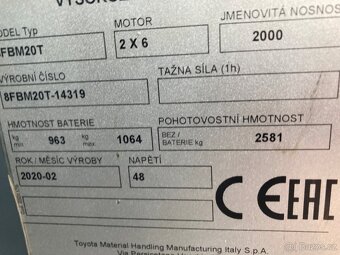 MODEL Typ
MOTOR
JMENOVITÁ NOSNOST
8FBM20T
2 X 6
2000
VÝROBNÍ ČÍSLO
TAŽNÁ SÍLA (1h)
8FBM20T-14319
HMOTNOST BATERIE
POHOTOVOSTNÍ HMOTNOST
kg min. 963 kg max. 1064
BEZ / BATERIE kg 2581
ROK / MĚSÍC VÝROBY
NAPĚTÍ
2020-02
48
CE EAC
Toyota Material Handling Manufacturing Italy S.p.A.